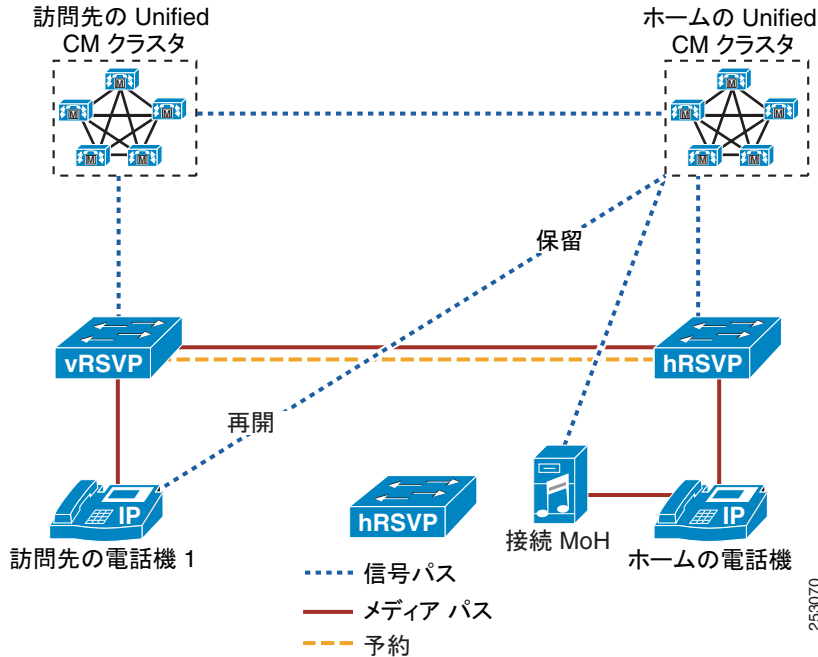 訪問先の Unified
CM クラスタ
ホームの Unified
CM クラスタ
M
M
M
M
M
M
M
M
M
M
保留
vRSVP
hRSVP
再開
IP
訪問先の電話機 1
hRSVP
接続 MoH
IP
ホームの電話機
信号パス
メディア パス
予約
253070